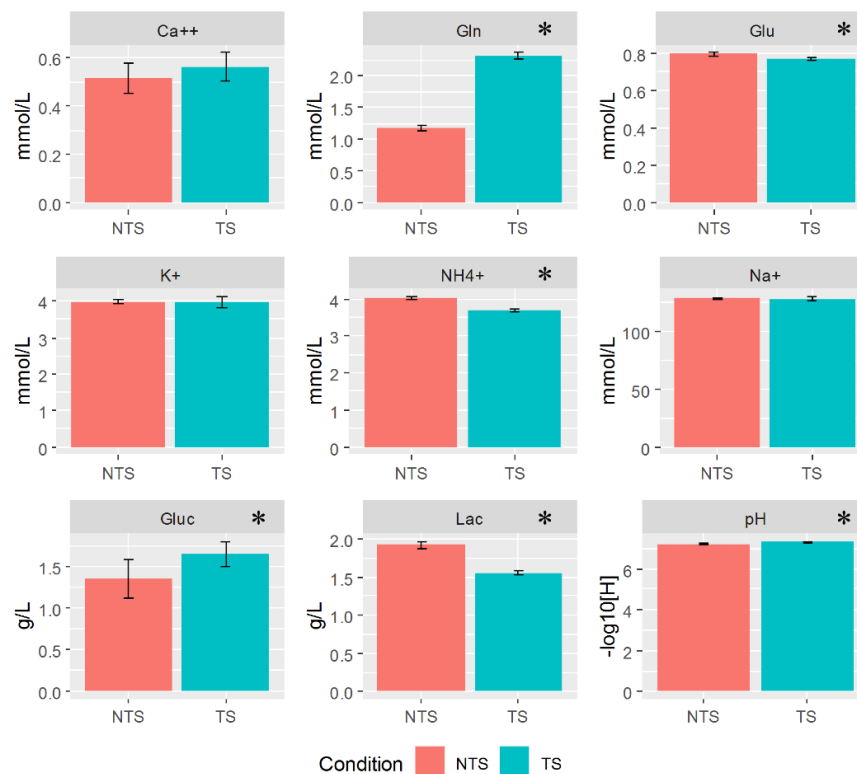 Ca++
mmol/L
0.6
0.4
0.2
0.0
NTS TS
Gln *
mmol/L
2.0
1.5
1.0
0.5
0.0
NTS TS
Glu *
mmol/L
0.8
0.6
0.4
0.2
0.0
NTS TS
K+
mmol/L
4
3
2
1
0
NTS TS
NH4+ *
mmol/L
4
3
2
1
0
NTS TS
Na+
mmol/L
100
50
0
NTS TS
Gluc *
g/L
1.5
1.0
0.5
0.0
NTS TS
Lac *
g/L
2.0
1.5
1.0
0.5
0.0
NTS TS
pH *
-log10[H]
6
4
2
0
NTS TS
Condition NTS TS